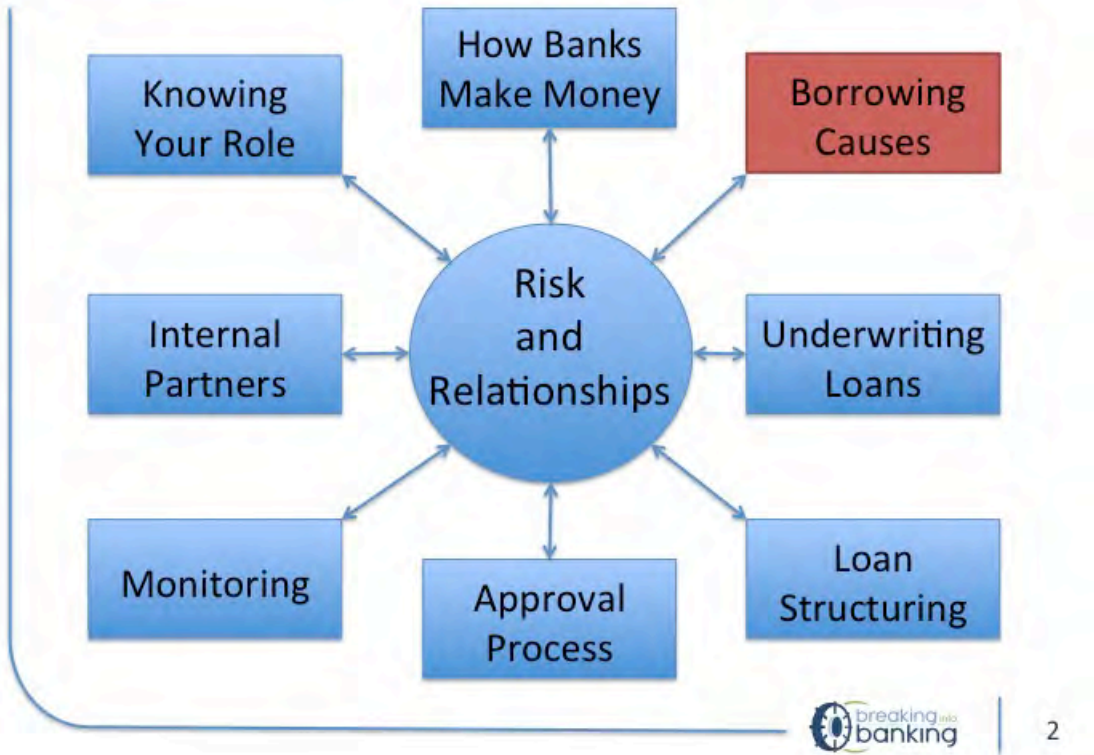 How Banks
Make Money
Knowing
Your Role
Borrowing
Causes
Risk
and
Relationships
Internal
Partners
Underwriting
Loans
Monitoring
Approval
Process
Loan
Structuring
breaking into
banking
2